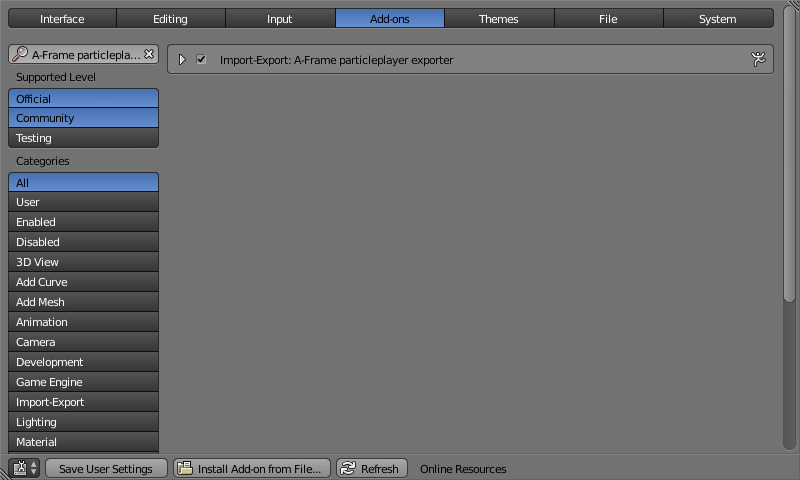 Interface Editing Input Add-ons Themes File System
A-Frame particlepla...
Import-Export: A-Frame particleplayer exporter
Supported Level
Official
Community
Testing
Categories
All
User
Enabled
Disabled
3D View
Add Curve
Add Mesh
Animation
Camera
Development
Game Engine
Import-Export
Lighting
Material
Save User Settings Install Add-on from File... Refresh Online Resources